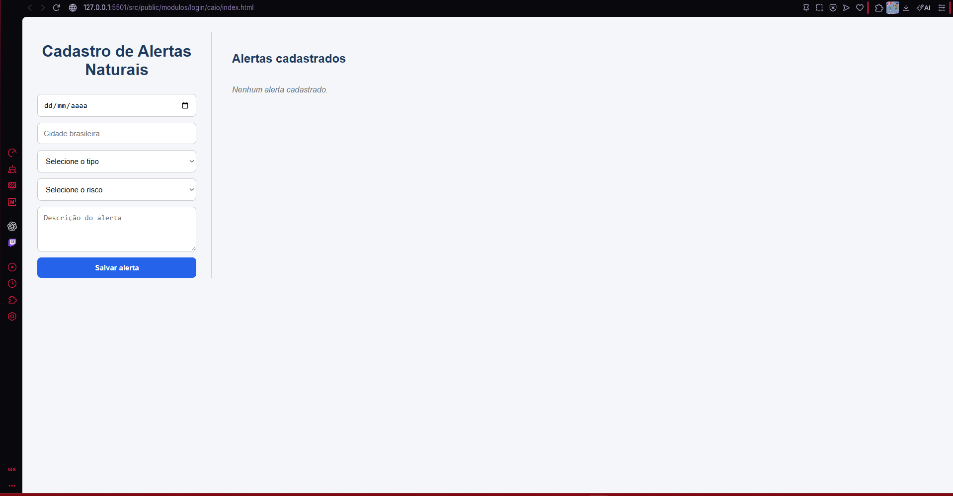 127.0.0.1:5501/src/public/modulos/login/caio/index.html
AI
Cadastro de Alertas
Naturais
dd/mm/aaaa
Cidade brasileira
Selecione o tipo
Selecione o risco
Descrição do alerta
Salvar alerta
Alertas cadastrados
Nenhum alerta cadastrado.